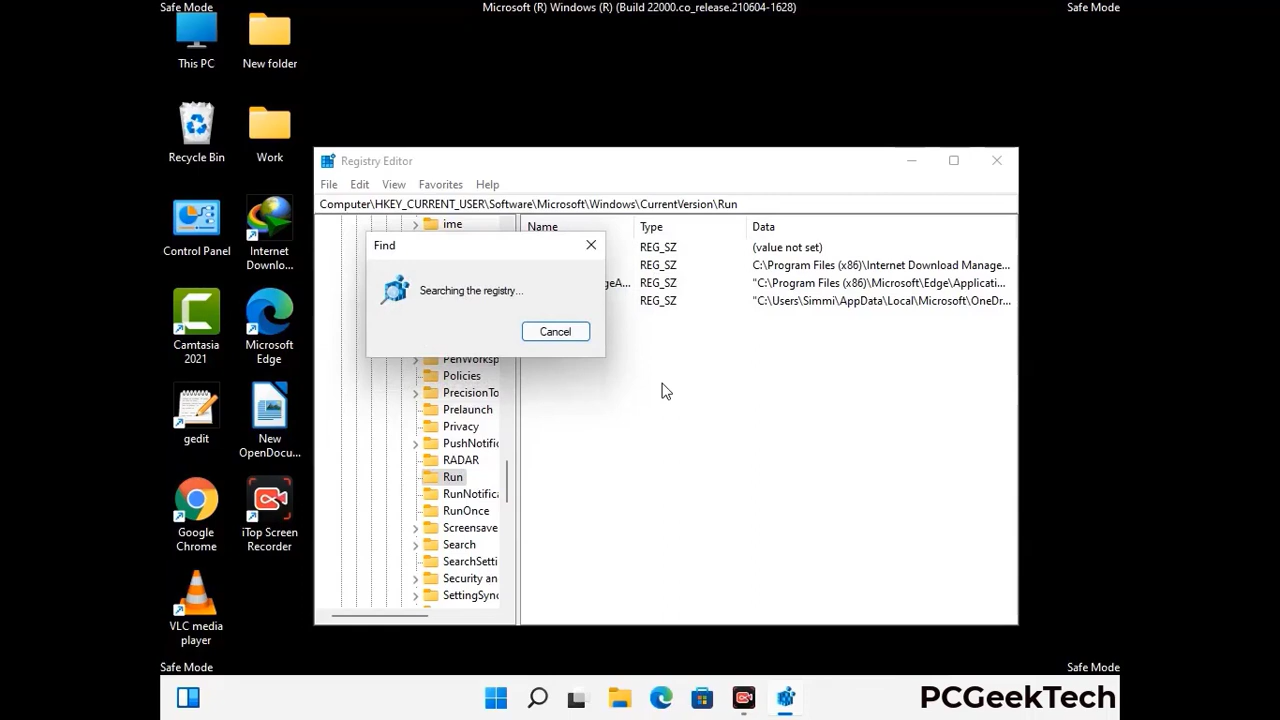 Safe Mode
Microsoft (R) Windows (R) (Build 22000.co_release.210604-1628)
Safe Mode
This PC
New folder
Recycle Bin
Work
Control Panel
Internet
Downlo...
Camtasia
2021
Microsoft
Edge
gedit
New
OpenDocu...
Google
Chrome
iTop Screen
Recorder
VLC media
player
Registry Editor
File Edit View Favorites Help
Computer\HKEY_CURRENT_USER\Software\Microsoft\Windows\CurrentVersion\Run
ime
Policies
PrecisionTo
Prelaunch
Privacy
PushNotific
RADAR
Run
RunNotifica
RunOnce
Screensave
Search
SearchSetti
Security an
SettingSync
Name Type Data
REG_SZ (value not set)
REG_SZ C:\Program Files (x86)\Internet Download Manage...
geA... REG_SZ "C:\Program Files (x86)\Microsoft\Edge\Applicati...
REG_SZ "C:\Users\Simmi\AppData\Local\Microsoft\OneDr...
Find
Searching the registry...
Cancel
Safe Mode
Safe Mode
PCGeekTech